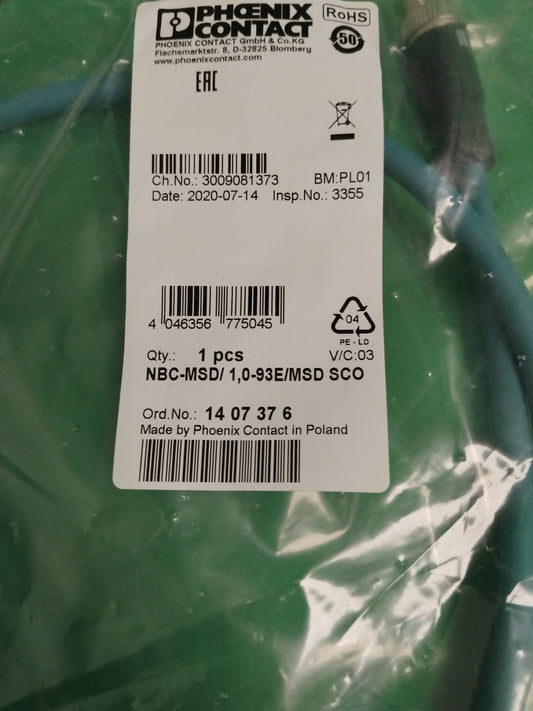 PHŒNIX
CONTACT
RoHS
50
PHOENIX CONTACT GmbH & Co.KG
Flachsmarktstr. 8, D-32825 Blomberg
www.phoenixcontact.com
EAC
Ch.No.: 3009081373 BM:PL01
Date: 2020-07-14 Insp.No.: 3355
4 046356 775045
04
PE - LD
Qty.: 1 pcs V/C:03
NBC-MSD/ 1,0-93E/MSD SCO
Ord.No.: 14 07 37 6
Made by Phoenix Contact in Poland